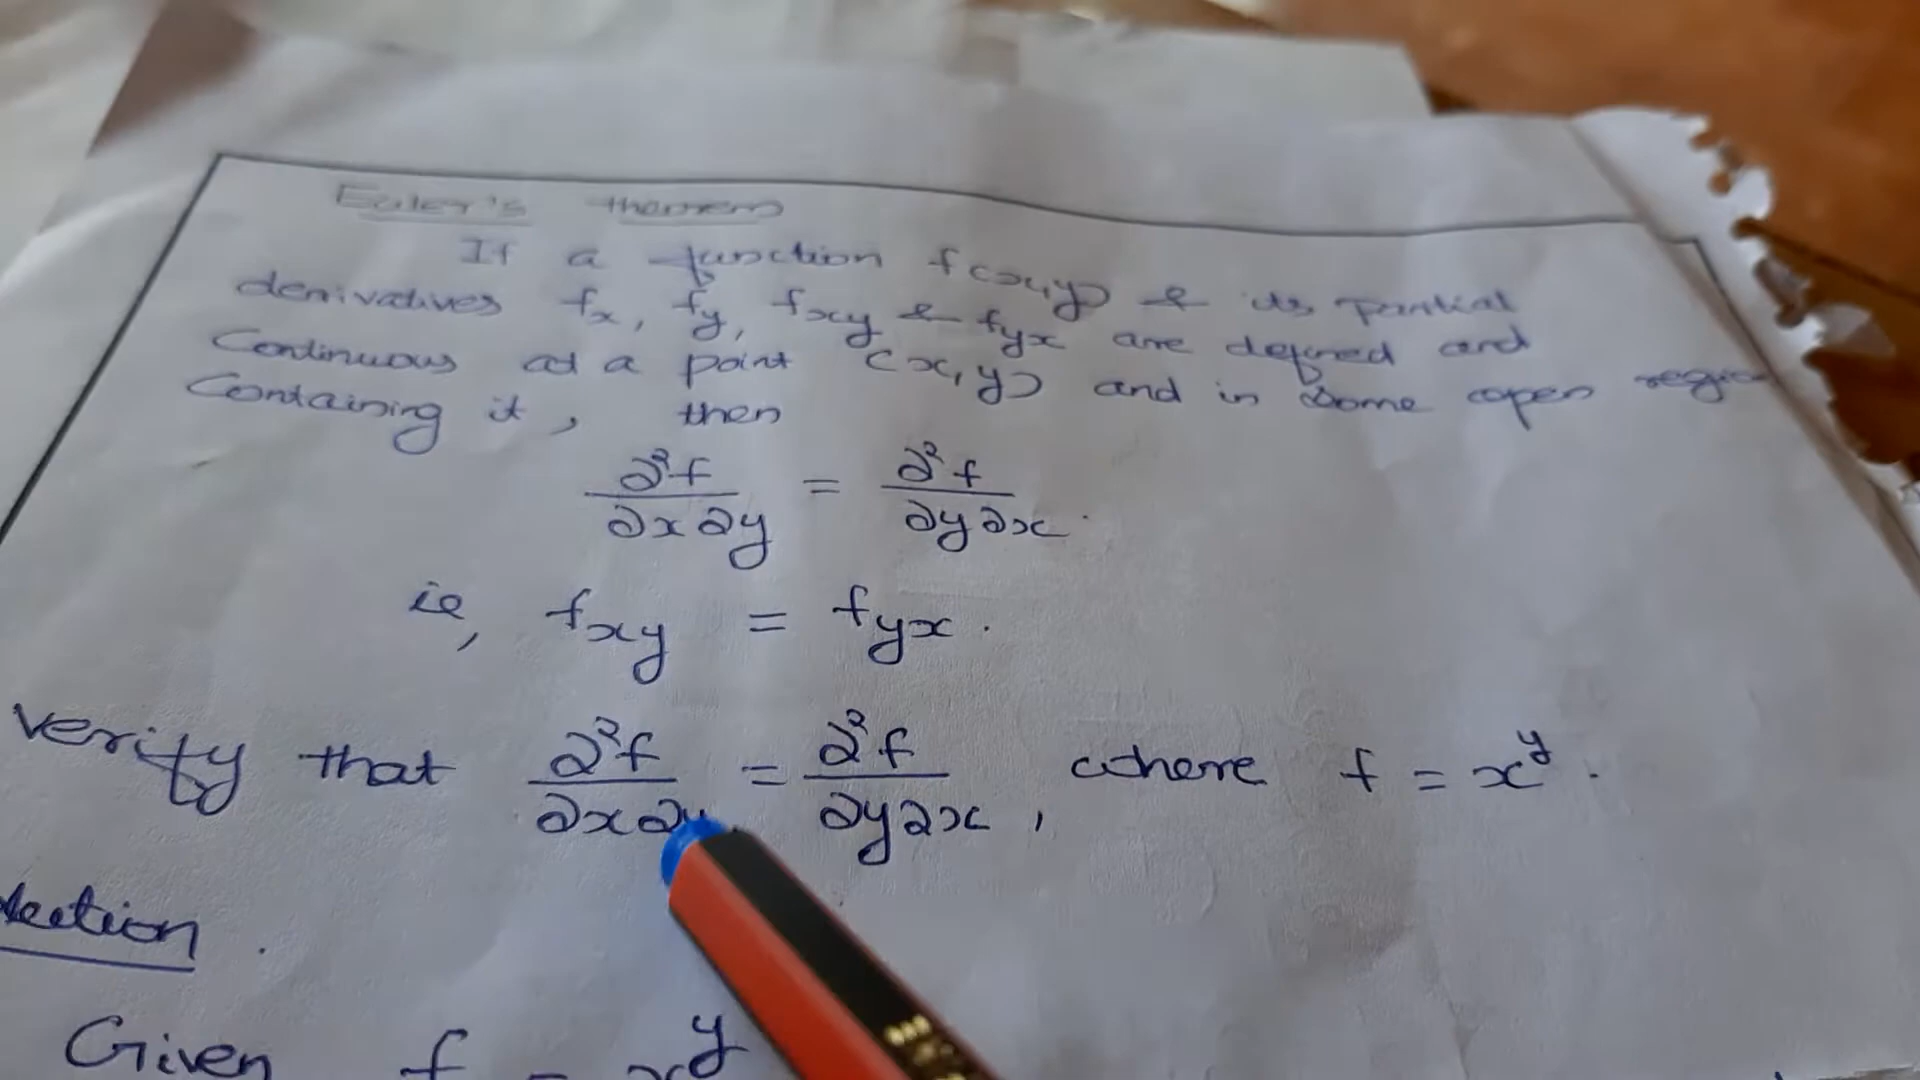 Euler's theorem
If a function f(x,y) & its partial
derivatives fx, fy, fxy & fyx are defined and
Continuous at a point (x,y) and in some open
Containing it, then
∂²f/∂x∂y = ∂²f/∂y∂x.
ie, fxy = fyx.
Verify that ∂²f/∂x∂y = ∂²f/∂y∂x, where f = x^y.
Given f = x^y